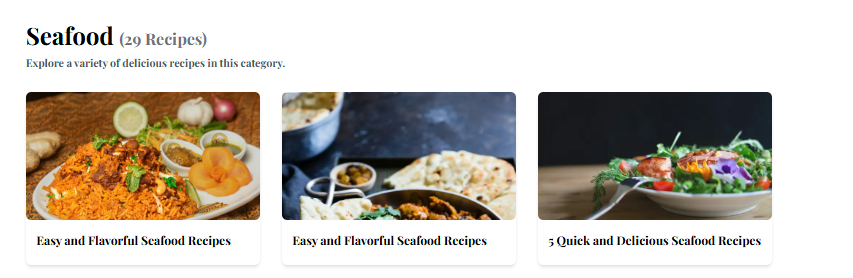 Seafood (29 Recipes)
Explore a variety of delicious recipes in this category.
Easy and Flavorful Seafood Recipes
Easy and Flavorful Seafood Recipes
5 Quick and Delicious Seafood Recipes